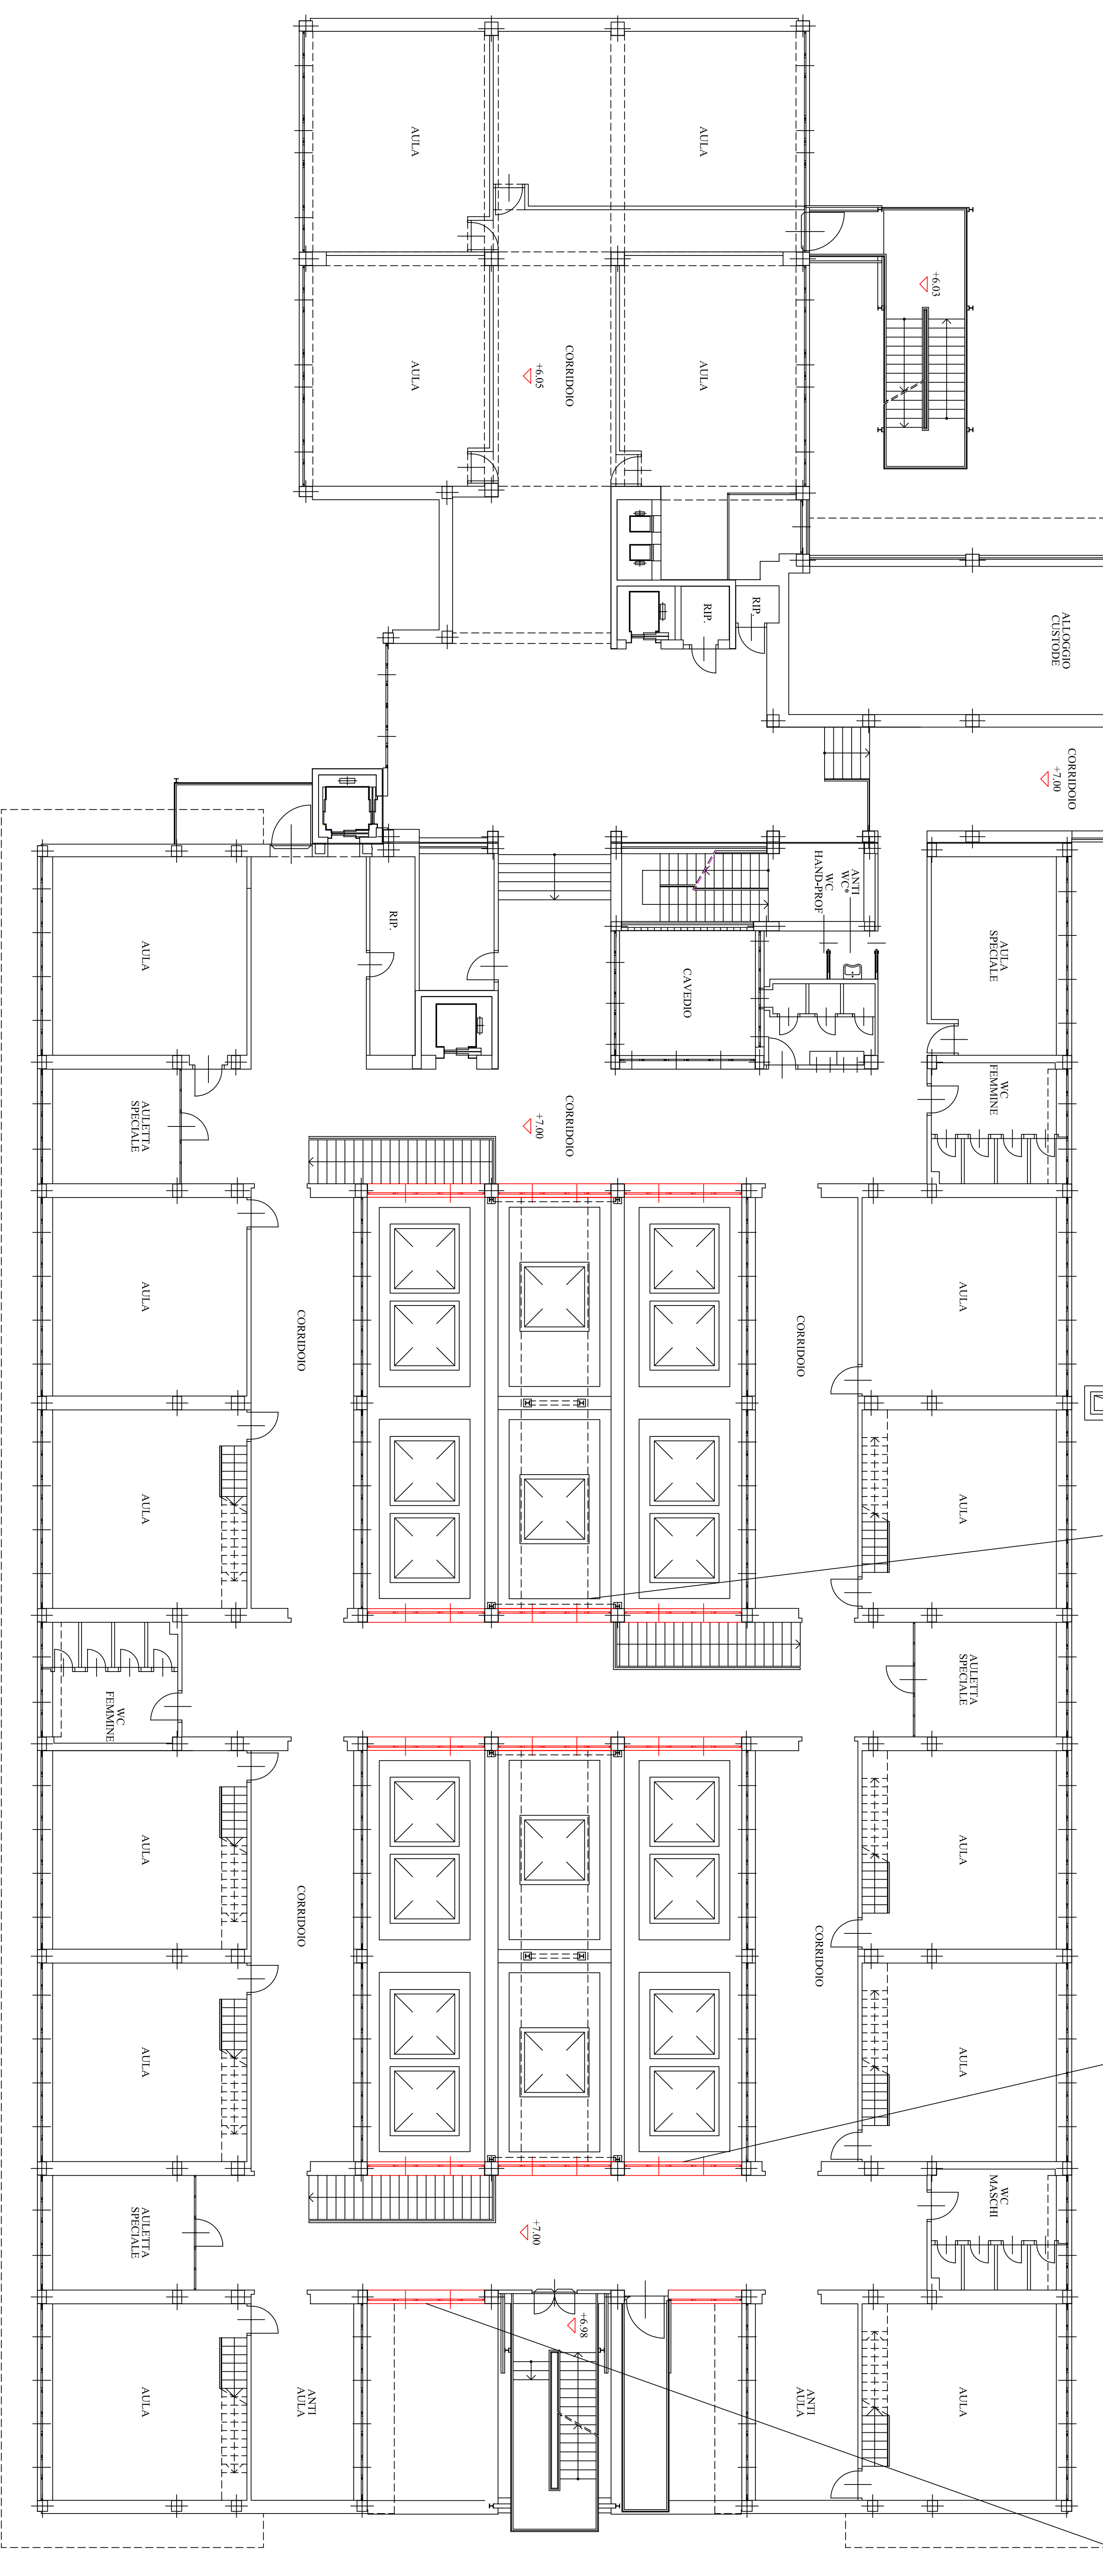 AULA
AULA
+6.03
AULA
+6.05
CORRIDOIO
AULA
RIP.
RIP.
ALLOGGIO
CUSTODE
CORRIDOIO
+7.00
AULA
RIP.
CAVEDIO
ANTI
WC*
WC
HAND-PROF
AULA
SPECIALE
AULETTA
SPECIALE
+7.00
CORRIDOIO
WC
FEMMINE
AULA
CORRIDOIO
CORRIDOIO
AULA
AULA
AULA
WC
FEMMINE
AULETTA
SPECIALE
AULA
CORRIDOIO
CORRIDOIO
AULA
AULA
AULA
AULETTA
SPECIALE
+7.00
WC
MASCHI
+6.98
AULA
ANTI
AULA
ANTI
AULA
AULA